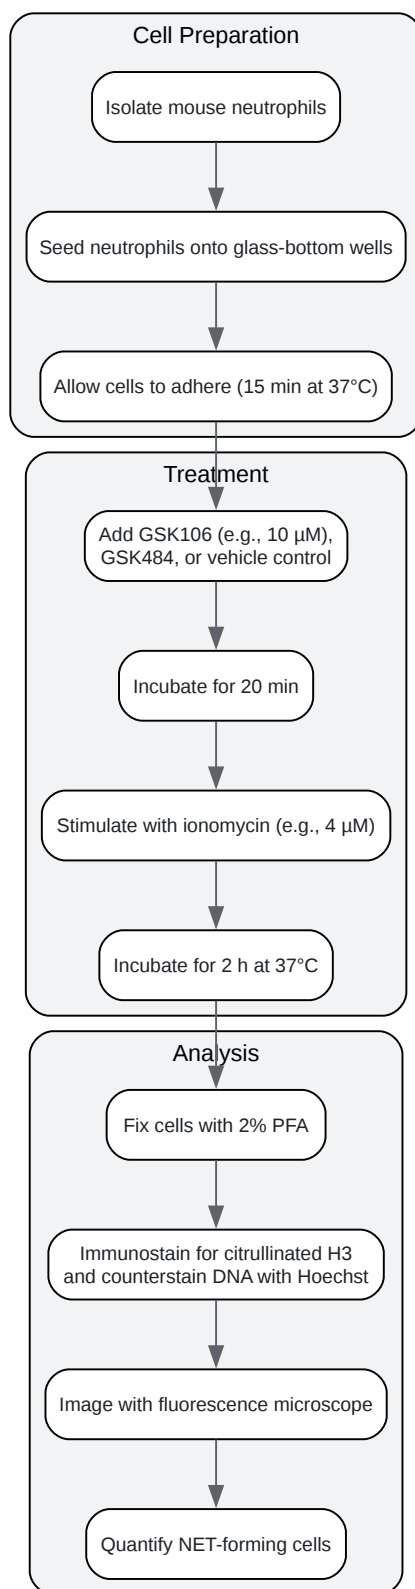 Cell Preparation
Isolate mouse neutrophils
Seed neutrophils onto glass-bottom wells
Allow cells to adhere (15 min at 37°C)
Treatment
Add GSK106 (e.g., 10 µM),
GSK484, or vehicle control
Incubate for 20 min
Stimulate with ionomycin (e.g., 4 µM)
Incubate for 2 h at 37°C
Analysis
Fix cells with 2% PFA
Immunostain for citrullinated H3
and counterstain DNA with Hoechst
Image with fluorescence microscope
Quantify NET-forming cells